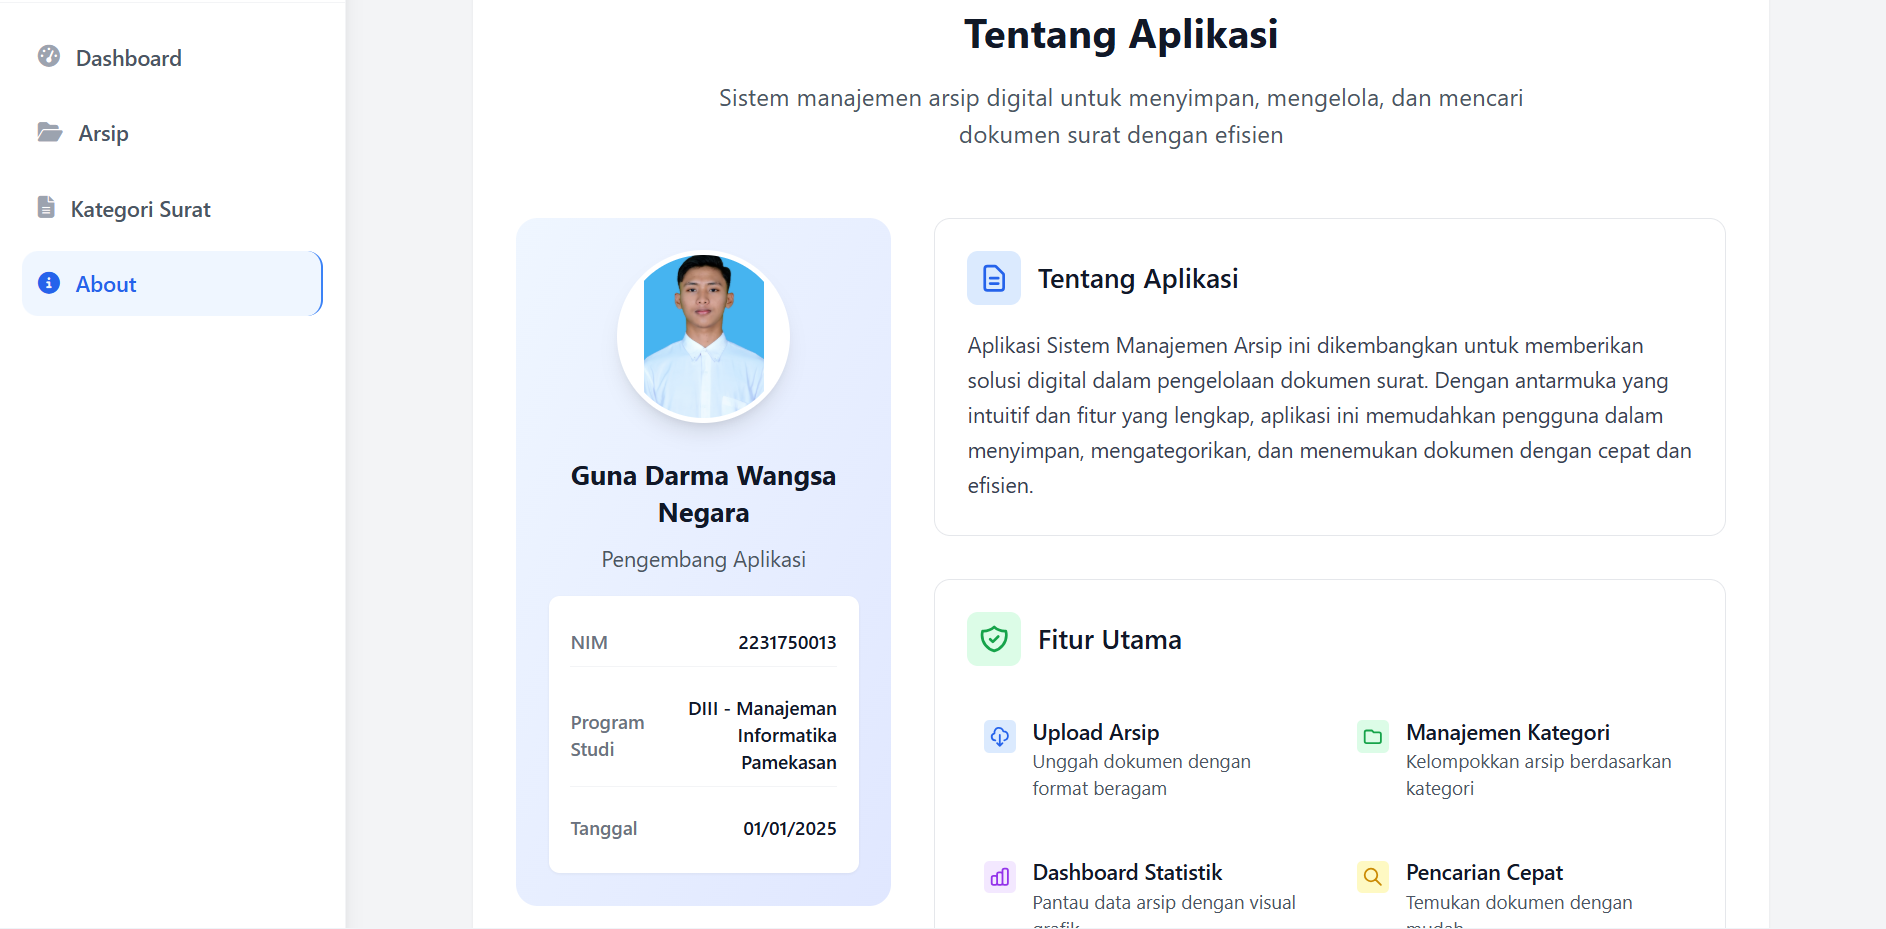 Dashboard
Arsip
Kategori Surat
About
Tentang Aplikasi
Sistem manajemen arsip digital untuk menyimpan, mengelola, dan mencari
dokumen surat dengan efisien
Guna Darma Wangsa
Negara
Pengembang Aplikasi
NIM
2231750013
Program
Studi
DIII - Manajeman
Informatika
Pamekasan
Tanggal
01/01/2025
Tentang Aplikasi
Aplikasi Sistem Manajemen Arsip ini dikembangkan untuk memberikan
solusi digital dalam pengelolaan dokumen surat. Dengan antarmuka yang
intuitif dan fitur yang lengkap, aplikasi ini memudahkan pengguna dalam
menyimpan, mengategorikan, dan menemukan dokumen dengan cepat dan
efisien.
Fitur Utama
Upload Arsip
Unggah dokumen dengan
format beragam
Manajemen Kategori
Kelompokkan arsip berdasarkan
kategori
Dashboard Statistik
Pantau data arsip dengan visual
grafik
Pencarian Cepat
Temukan dokumen dengan
mudah